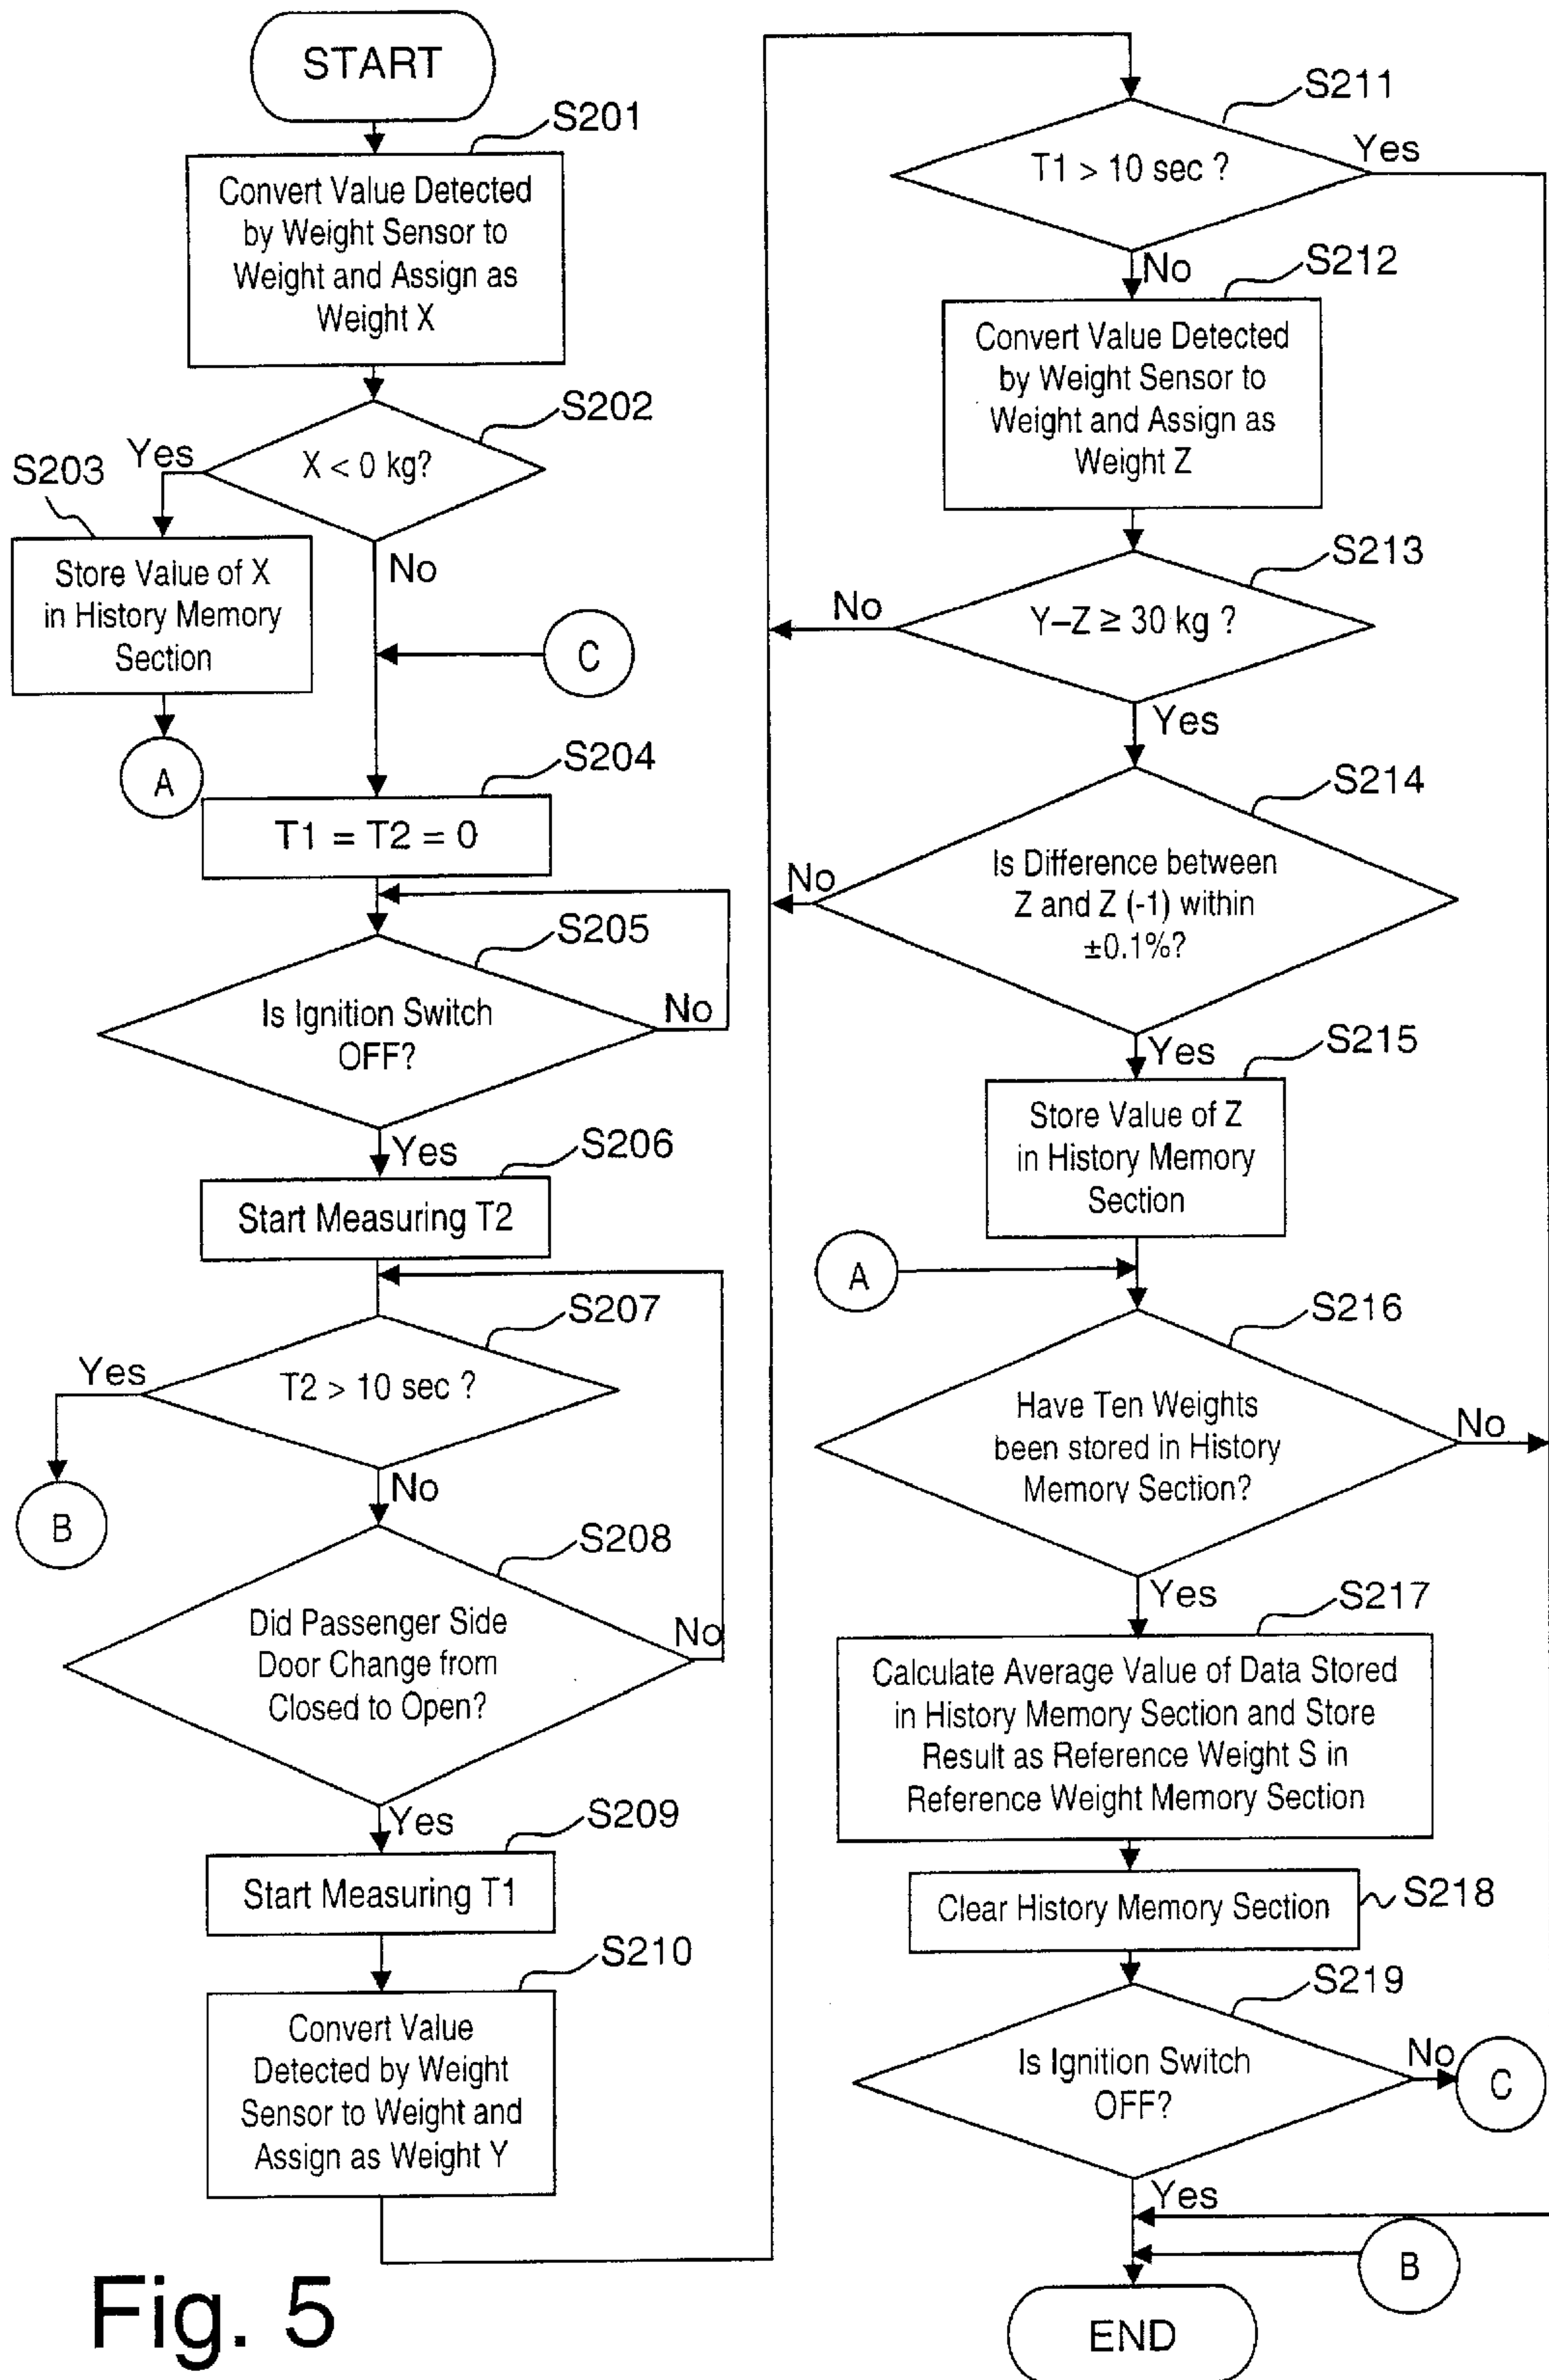 START
S201
Convert Value Detected
by Weight Sensor to
Weight and Assign as
Weight X
S202
X < 0 kg?
Yes
No
S203
Store Value of X
in History Memory
Section
A
C
S204
T1 = T2 = 0
S205
Is Ignition Switch
OFF?
No
Yes
S206
Start Measuring T2
S207
T2 > 10 sec ?
Yes
No
B
S208
Did Passenger Side
Door Change from
Closed to Open?
No
Yes
S209
Start Measuring T1
S210
Convert Value
Detected by Weight
Sensor to Weight and
Assign as Weight Y
S211
T1 > 10 sec ?
Yes
No
S212
Convert Value Detected
by Weight Sensor to
Weight and Assign as
Weight Z
S213
Y–Z ≥ 30 kg ?
No
Yes
S214
Is Difference between
Z and Z (-1) within
±0.1%?
No
Yes
S215
Store Value of Z
in History Memory
Section
A
S216
Have Ten Weights
been stored in History
Memory Section?
No
Yes
S217
Calculate Average Value of Data Stored
in History Memory Section and Store
Result as Reference Weight S in
Reference Weight Memory Section
Clear History Memory Section
S218
S219
Is Ignition Switch
OFF?
No
C
Yes
B
END
Fig. 5